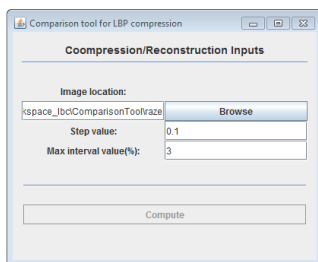 Comparison tool for LBP compression
Coompression/Reconstruction Inputs
Image location:
kspace_lbc\ComparisonTool\raze Browse
Step value: 0.1
Max interval value(%): 3
Compute